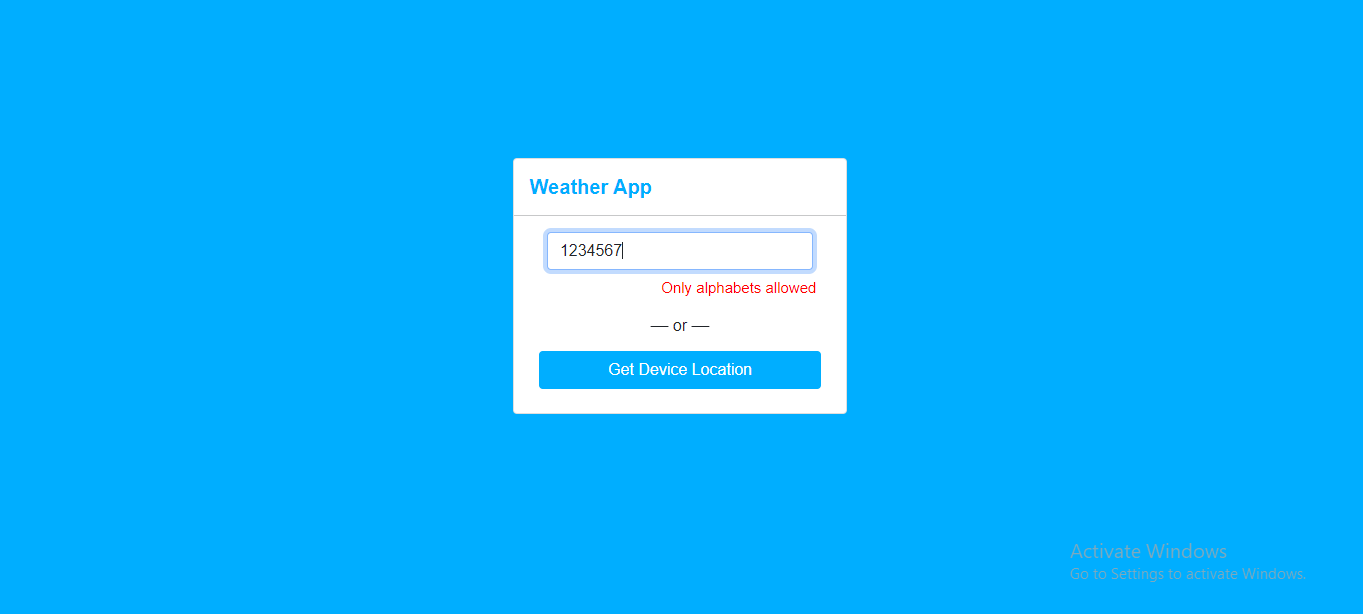 Weather App
1234567
Only alphabets allowed
— or —
Get Device Location
Activate Windows
Go to Settings to activate Windows.